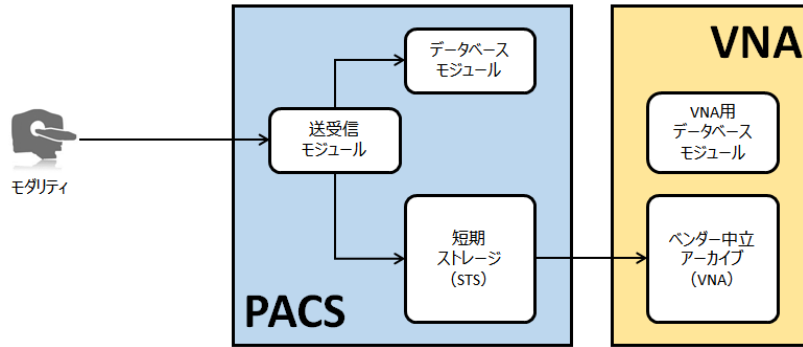 モダリティ
送受信
モジュール
データベース
モジュール
短期
ストレージ
（STS）
PACS
VNA
VNA用
データベース
モジュール
ベンダー中立
アーカイブ
（VNA）